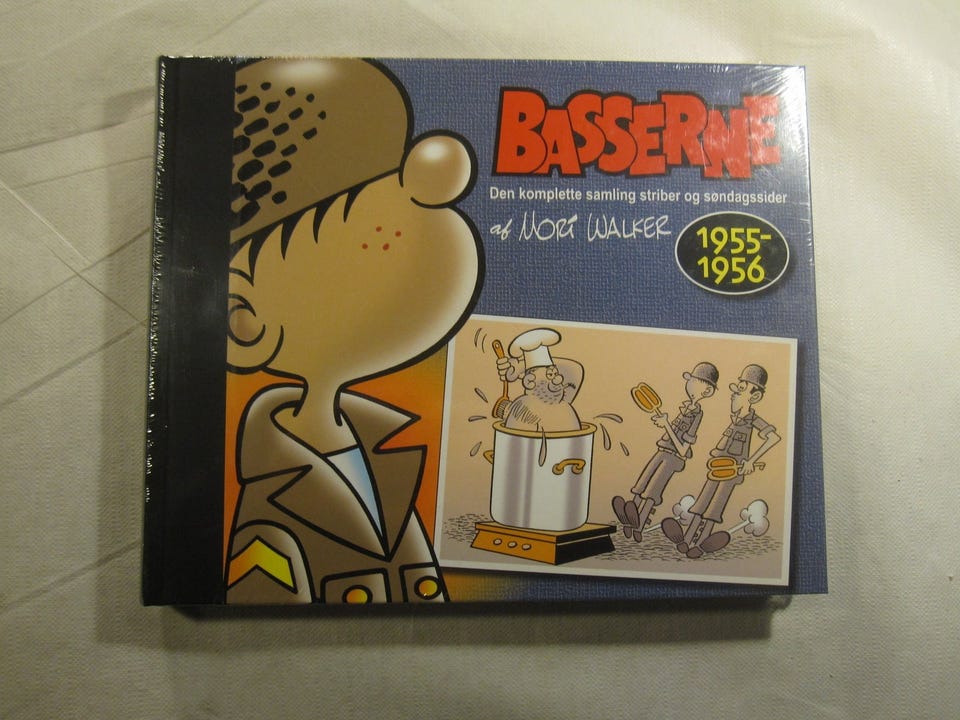 BASSERNE
Den komplette samling striber og søndagssider
af MORT WALKER
1955-
1956